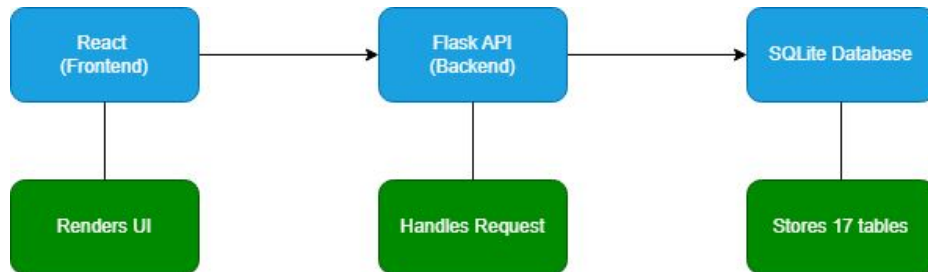 React
(Frontend)
Flask API
(Backend)
SQLite Database
Renders UI
Handles Request
Stores 17 tables